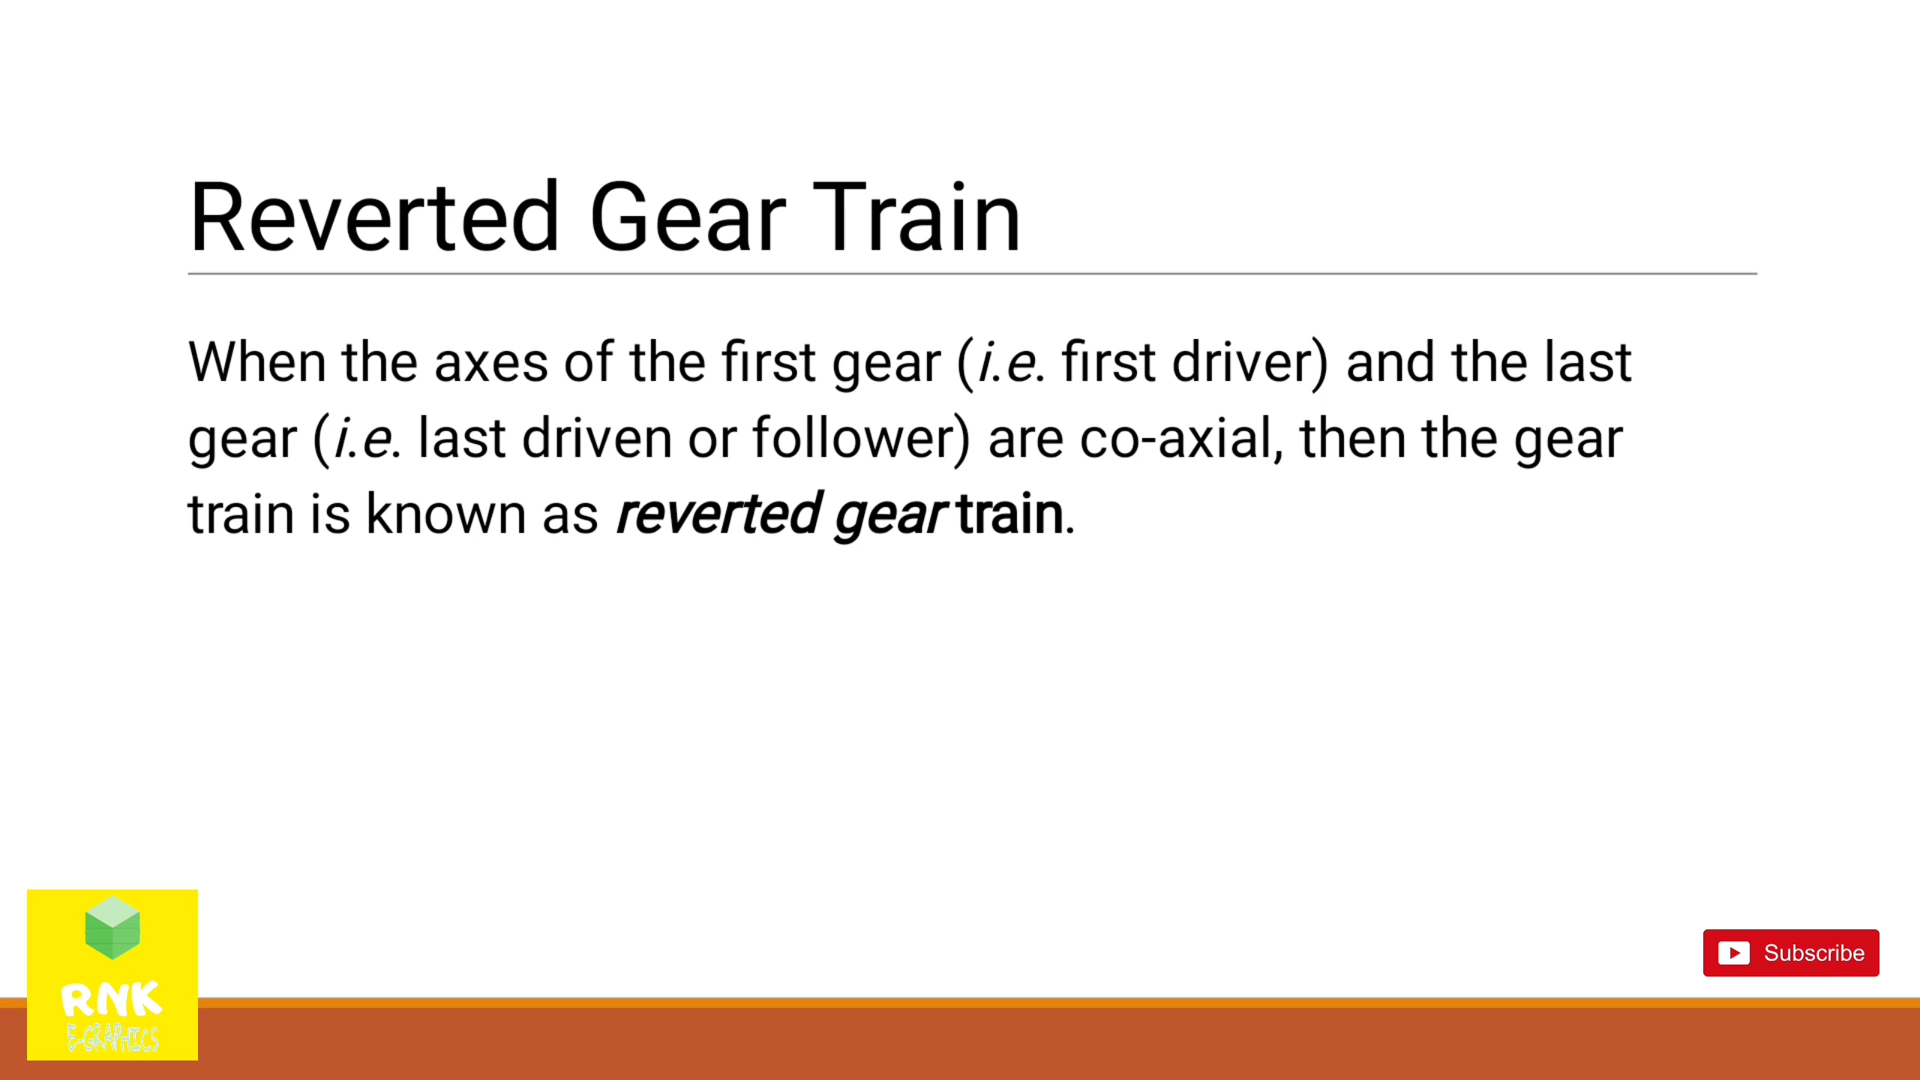 Reverted Gear Train
When the axes of the first gear (i.e. first driver) and the last
gear (i.e. last driven or follower) are co-axial, then the gear
train is known as reverted gear train.
RNK
E-GRAPHICS
Subscribe